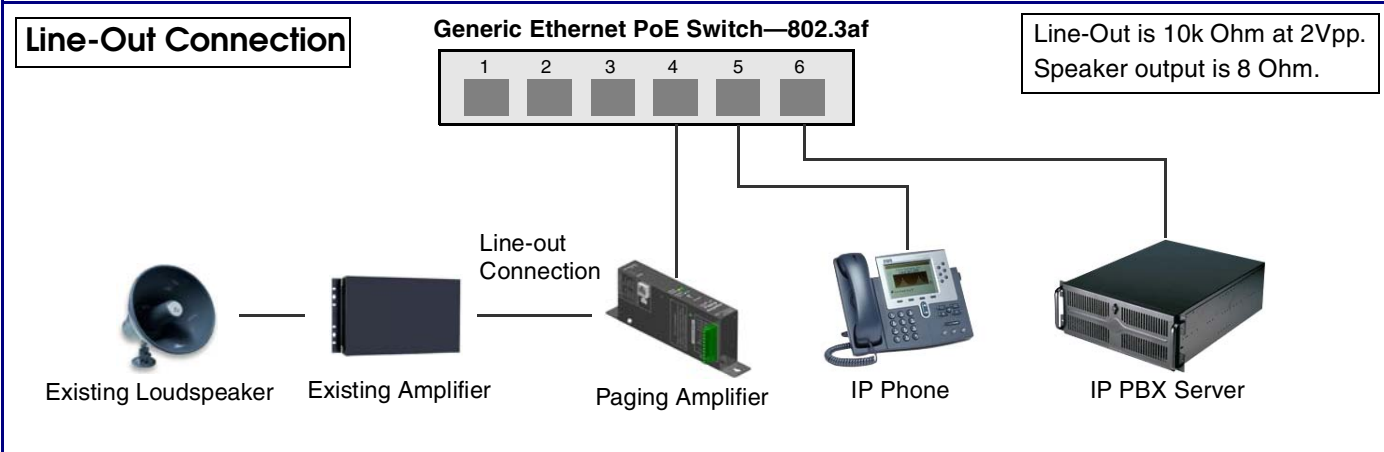 Line-Out Connection
Generic Ethernet PoE Switch—802.3af
Line-Out is 10k Ohm at 2Vpp.
Speaker output is 8 Ohm.
1 2 3 4 5 6
Line-out
Connection
Existing Loudspeaker
Existing Amplifier
Paging Amplifier
IP Phone
IP PBX Server